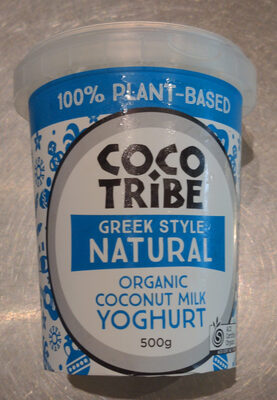 100% PLANT-BASED
COCO
TRiBE
GREEK STYLE
NATURAL
ORGANIC
COCONUT MILK
YOGHURT
500g